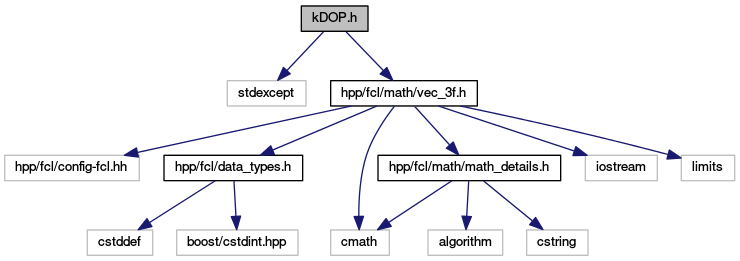 kDOP.h
stdexcept
hpp/fcl/math/vec_3f.h
hpp/fcl/config-fcl.hh
hpp/fcl/data_types.h
hpp/fcl/math/math_details.h
iostream
limits
cstddef
boost/cstdint.hpp
cmath
algorithm
cstring